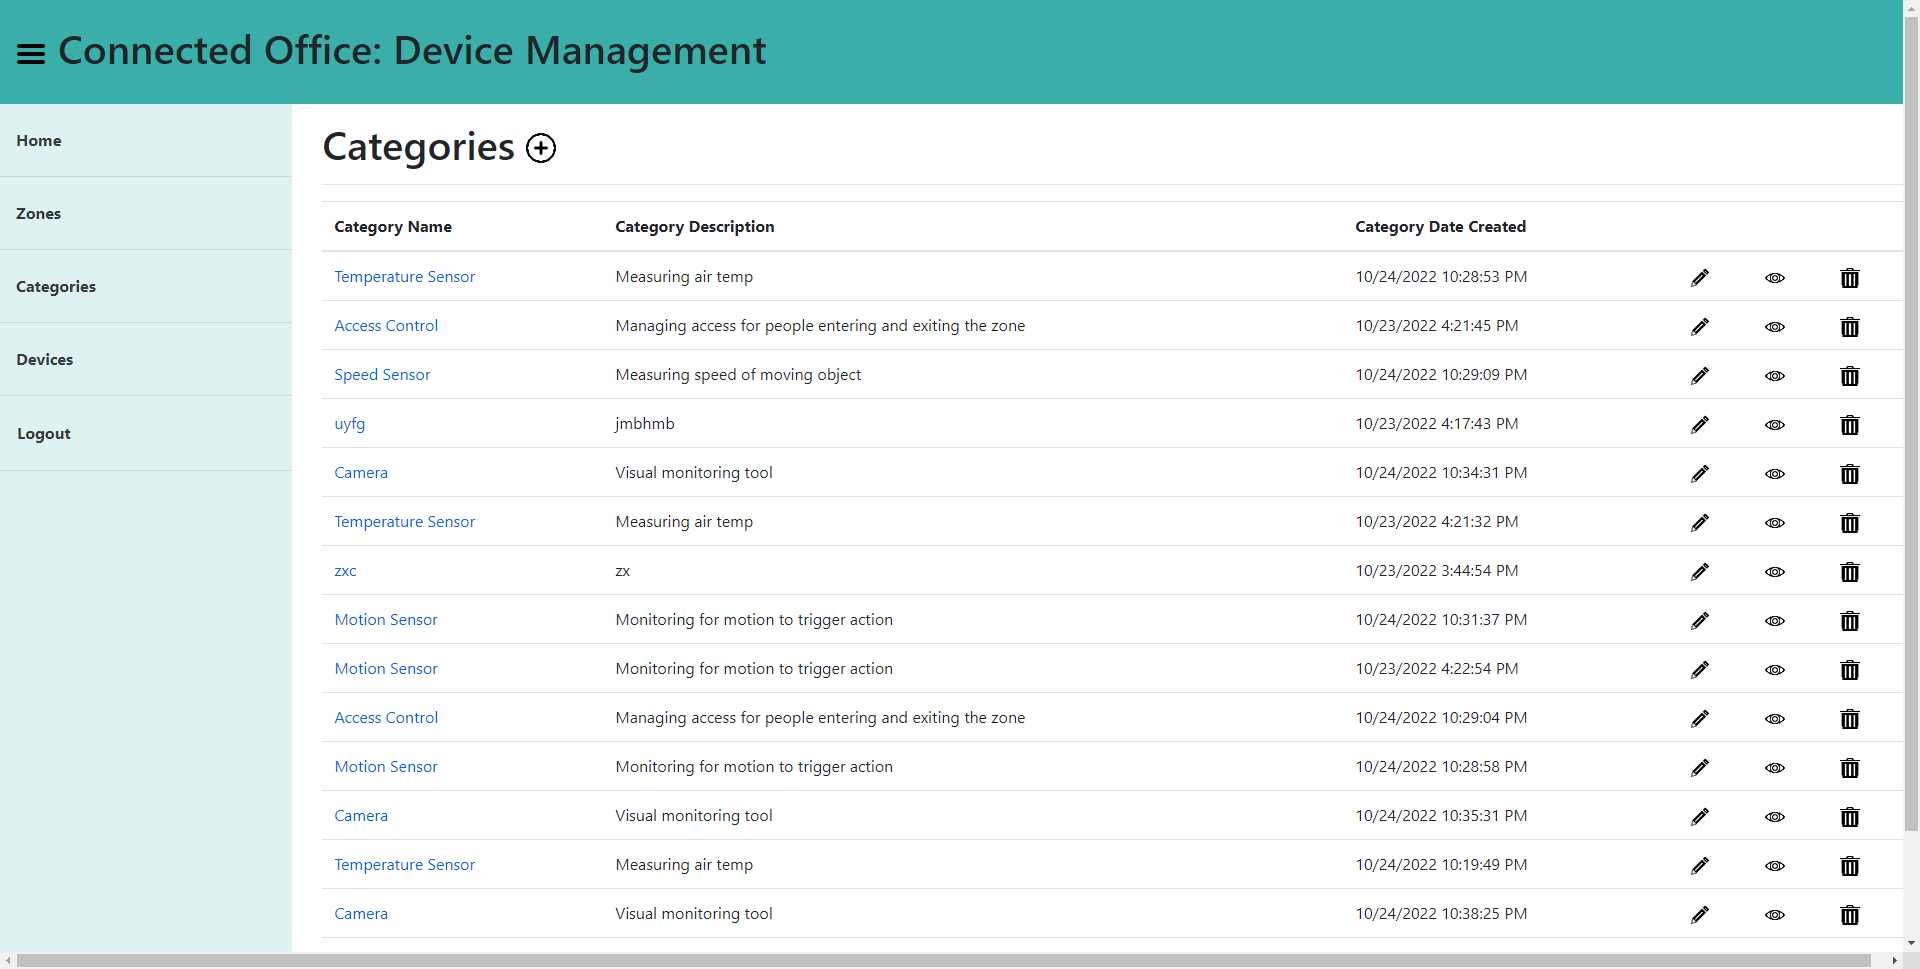 Connected Office: Device Management
Home
Zones
Categories
Devices
Logout
Categories
Category Name Category Description Category Date Created
Temperature Sensor Measuring air temp 10/24/2022 10:28:53 PM
Access Control Managing access for people entering and exiting the zone 10/23/2022 4:21:45 PM
Speed Sensor Measuring speed of moving object 10/24/2022 10:29:09 PM
uyfg jmbhmb 10/23/2022 4:17:43 PM
Camera Visual monitoring tool 10/24/2022 10:34:31 PM
Temperature Sensor Measuring air temp 10/23/2022 4:21:32 PM
zxc zx 10/23/2022 3:44:54 PM
Motion Sensor Monitoring for motion to trigger action 10/24/2022 10:31:37 PM
Motion Sensor Monitoring for motion to trigger action 10/23/2022 4:22:54 PM
Access Control Managing access for people entering and exiting the zone 10/24/2022 10:29:04 PM
Motion Sensor Monitoring for motion to trigger action 10/24/2022 10:28:58 PM
Camera Visual monitoring tool 10/24/2022 10:35:31 PM
Temperature Sensor Measuring air temp 10/24/2022 10:19:49 PM
Camera Visual monitoring tool 10/24/2022 10:38:25 PM